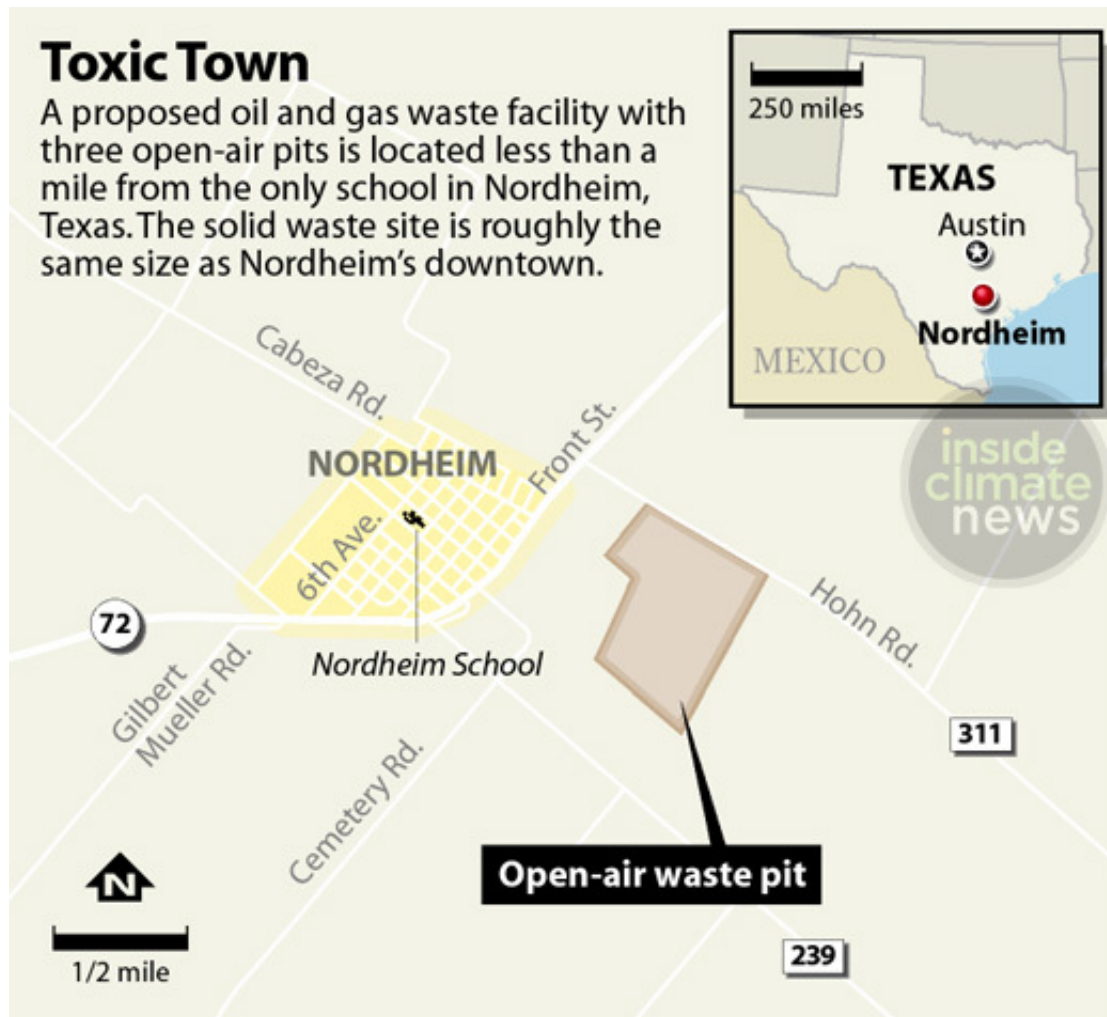 Toxic Town
A proposed oil and gas waste facility with
three open-air pits is located less than a
mile from the only school in Nordheim,
Texas. The solid waste site is roughly the
same size as Nordheim’s downtown.
250 miles
TEXAS
Austin
Nordheim
MEXICO
inside
climate
news
Cabeza Rd.
Front St.
NORDHEIM
6th Ave.
72
Nordheim School
Gilbert
Mueller Rd.
Hohn Rd.
311
Cemetery Rd.
Open-air waste pit
N
1/2 mile
239